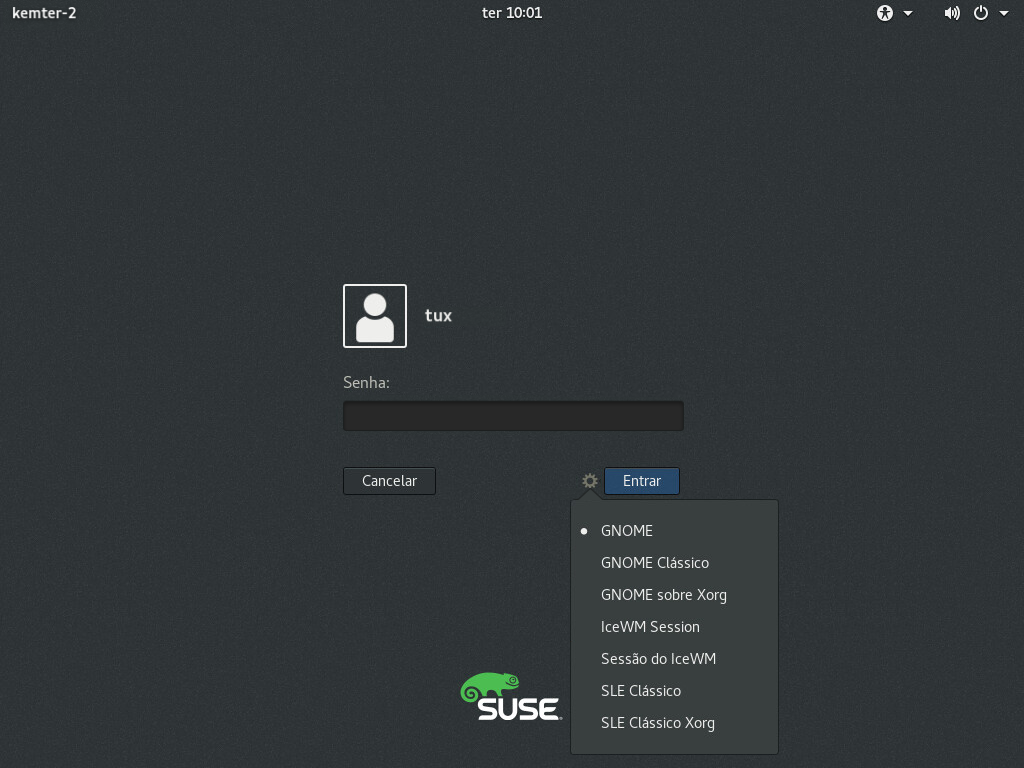 kemter-2
ter 10:01
tux
Senha:
Cancelar
Entrar
GNOME
GNOME Clássico
GNOME sobre Xorg
IceWM Session
Sessão do IceWM
SLE Clássico
SLE Clássico Xorg
SUSE